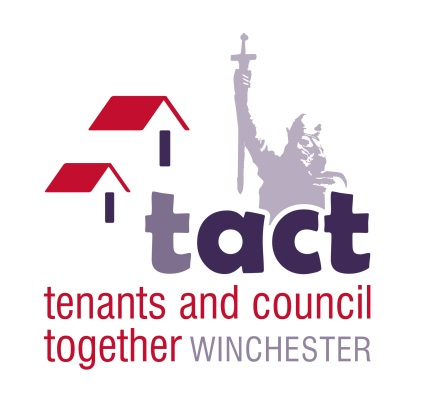 tact
tenants and council
together WINCHESTER